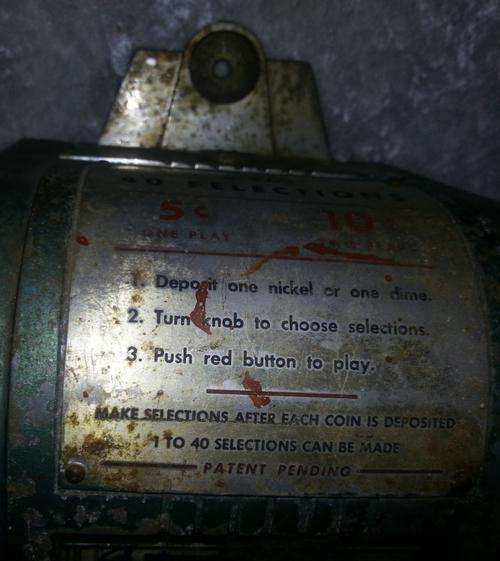 40 SELECTIONS
5¢ 10
ONE PLAY
1. Deposit one nickel or one dime.
2. Turn knob to choose selections.
3. Push red button to play.
MAKE SELECTIONS AFTER EACH COIN IS DEPOSITED
1 TO 40 SELECTIONS CAN BE MADE
PATENT PENDING